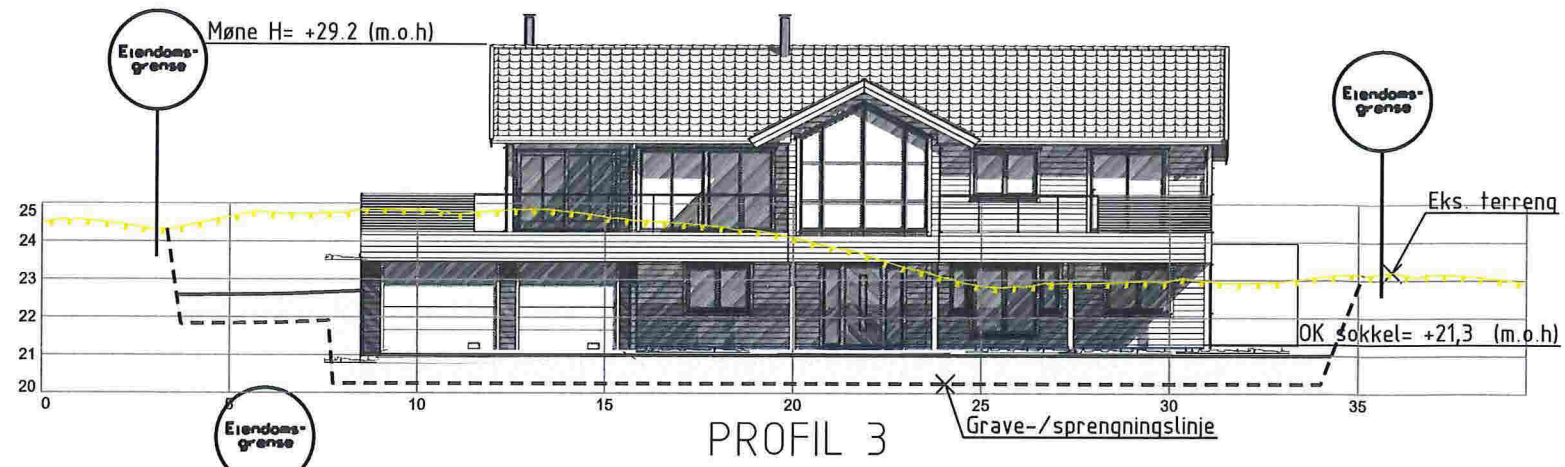 Møne H= +29.2 (m.o.h)
Eiendoms-
grense
Eiendoms-
grense
Eks. terreng
25
24
23
22
21
20
OK sokkel= +21,3 (m.o.h)
0
5
10
15
20
25
30
35
Eiendoms-
grense
PROFIL 3
Grave-/sprengningslinje